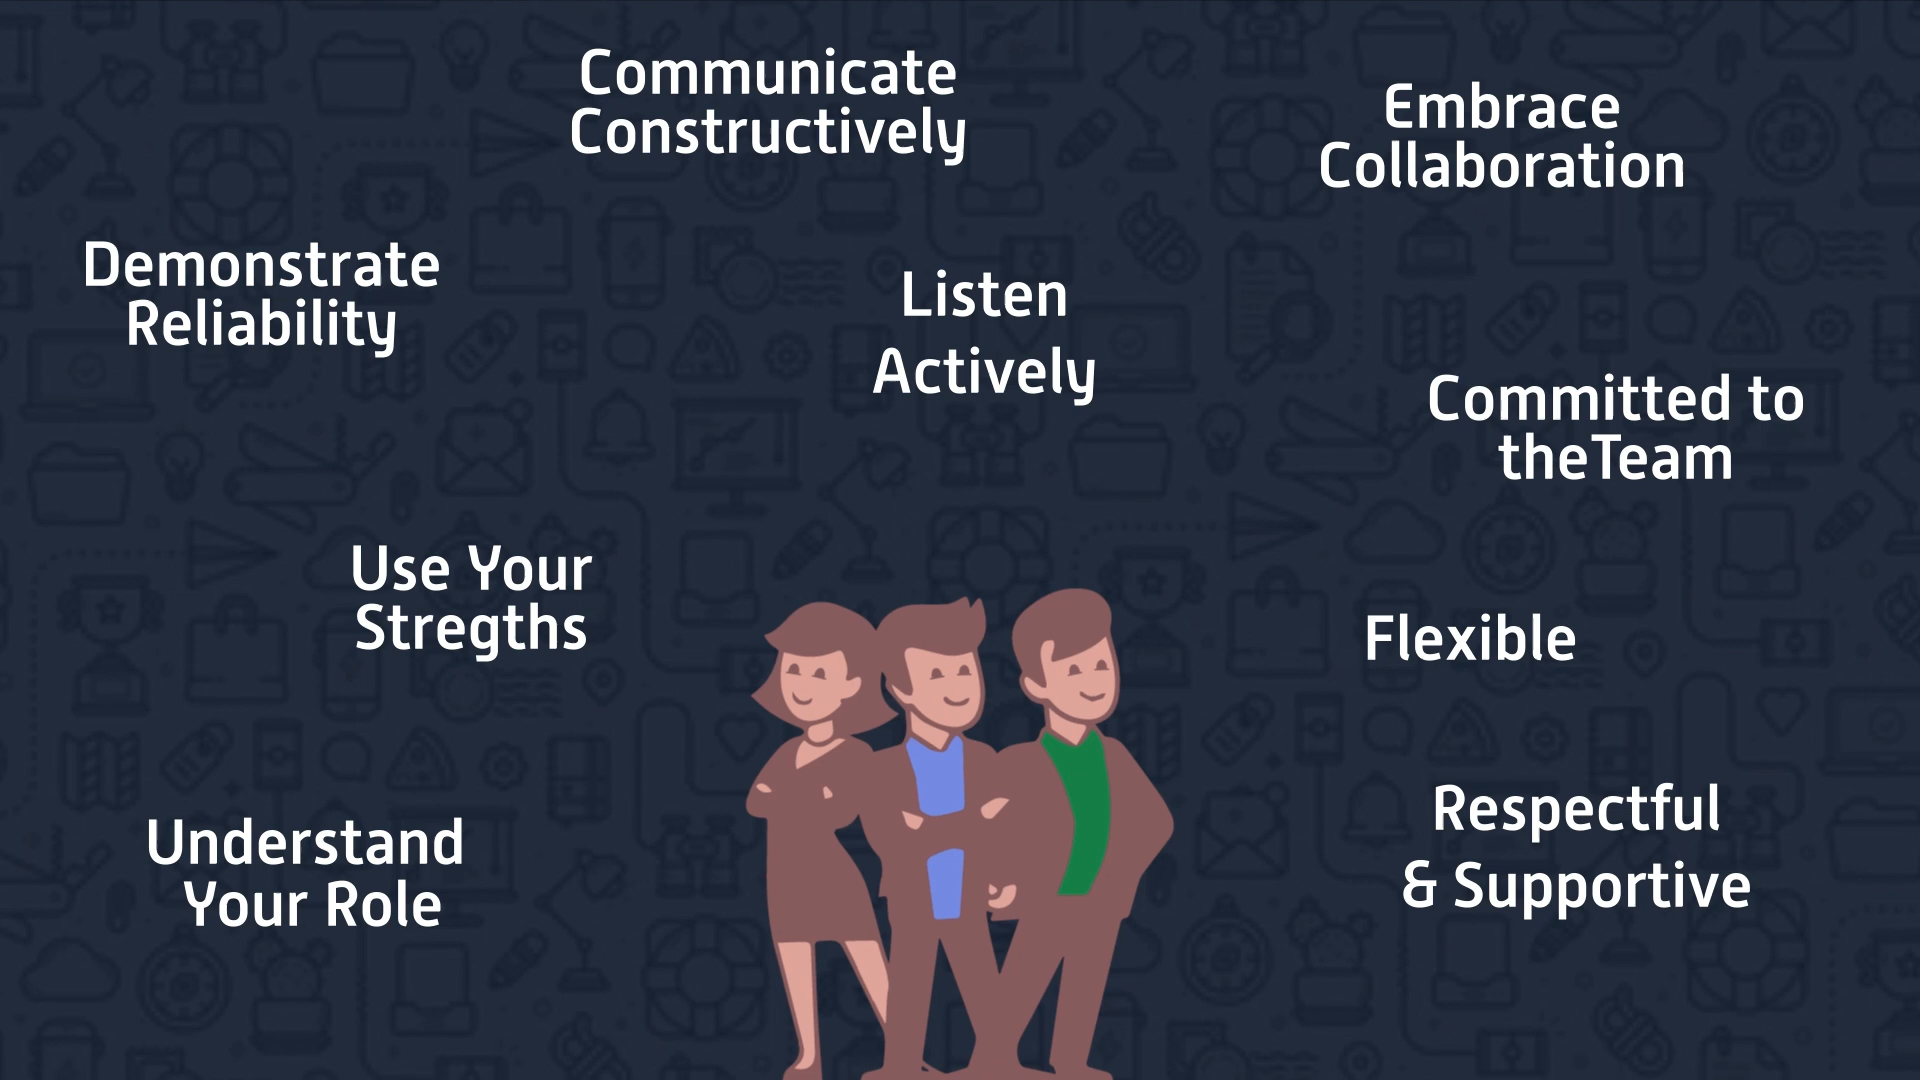 Communicate
Constructively
Embrace
Collaboration
Demonstrate
Reliability
Listen
Actively
Committed to
theTeam
Use Your
Stregths
Flexible
Respectful
& Supportive
Understand
Your Role